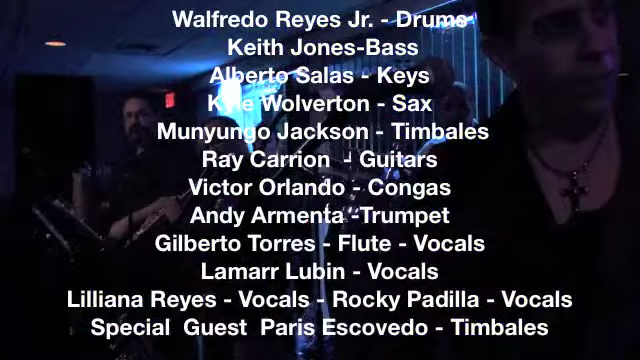 Walfredo Reyes Jr. - Drums
Keith Jones-Bass
Alberto Salas - Keys
Kyle Wolverton - Sax
Munyungo Jackson - Timbales
Ray Carrion - Guitars
Victor Orlando - Congas
Andy Armenta -Trumpet
Gilberto Torres - Flute - Vocals
Lamarr Lubin - Vocals
Lilliana Reyes - Vocals - Rocky Padilla - Vocals
Special Guest Paris Escovedo - Timbales